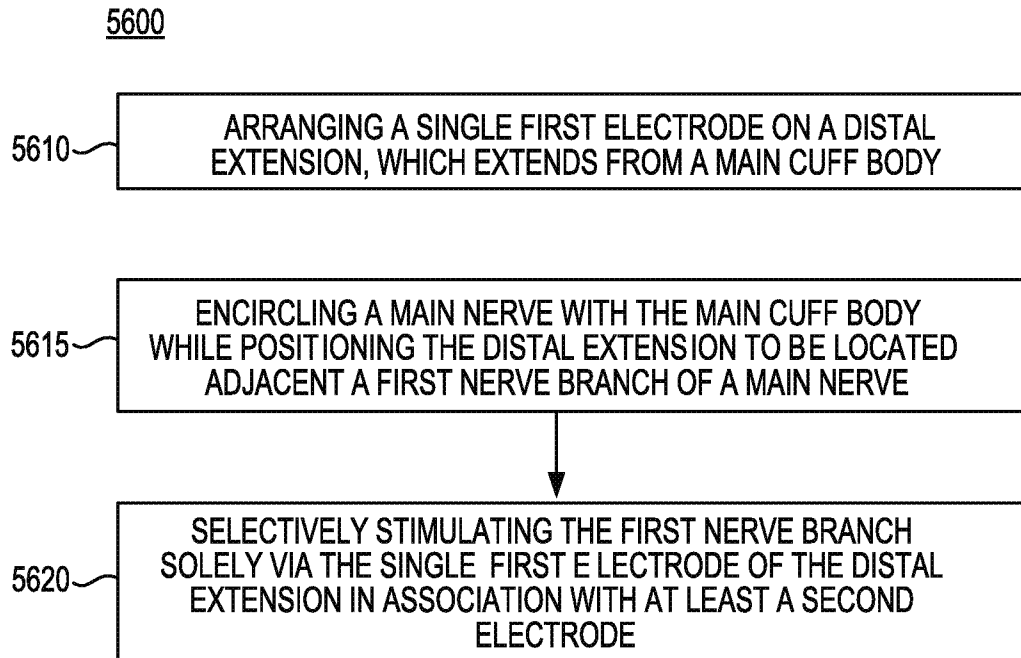 5600
5610
ARRANGING A SINGLE FIRST ELECTRODE ON A DISTAL
EXTENSION, WHICH EXTENDS FROM A MAIN CUFF BODY
5615
ENCIRCLING A MAIN NERVE WITH THE MAIN CUFF BODY
WHILE POSITIONING THE DISTAL EXTENSION TO BE LOCATED
ADJACENT A FIRST NERVE BRANCH OF A MAIN NERVE
5620
SELECTIVELY STIMULATING THE FIRST NERVE BRANCH
SOLELY VIA THE SINGLE FIRST E LECTRODE OF THE DISTAL
EXTENSION IN ASSOCIATION WITH AT LEAST A SECOND
ELECTRODE